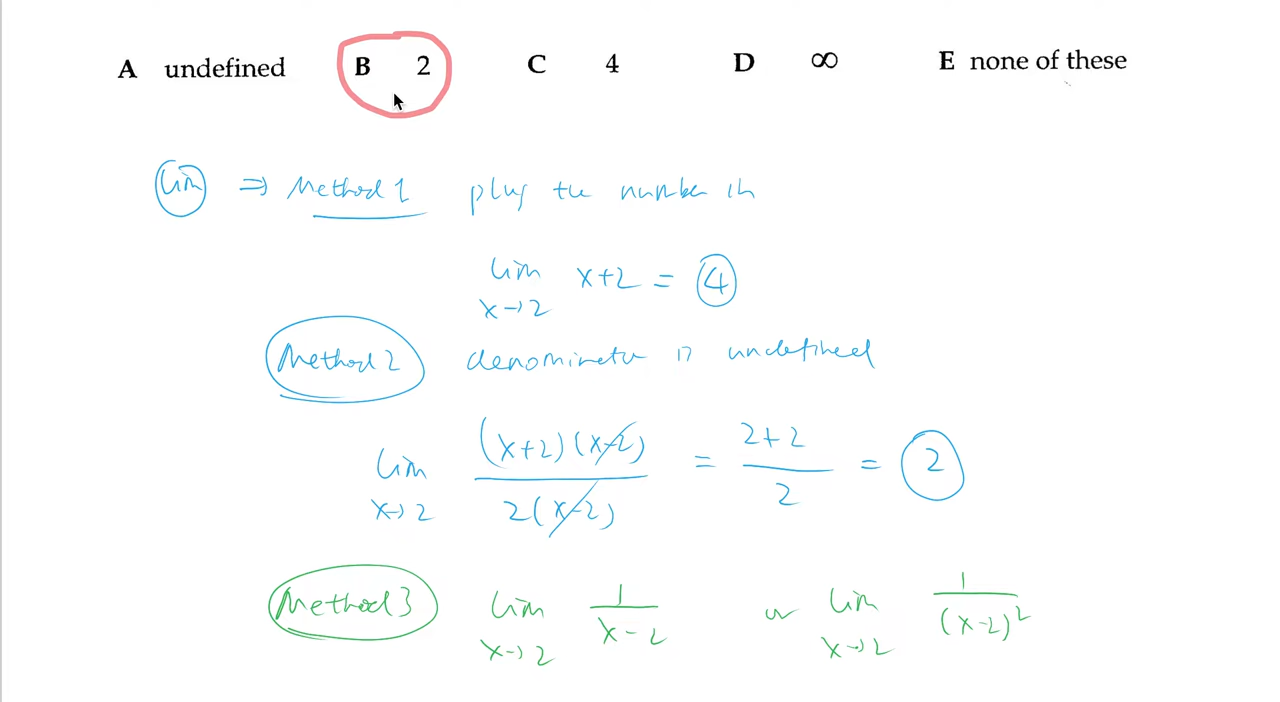 A undefined B 2 C 4 D ∞ E none of these
lim ⇒ Method 1 plug the number in
lim x+2 = 4
x→2
Method 2 denominator is undefined
lim (x+2)(x-2) / 2(x-2) = 2+2 / 2 = 2
x→2
Method 3 lim 1 / x-2 or lim 1 / (x-2)²
x→2 x→2